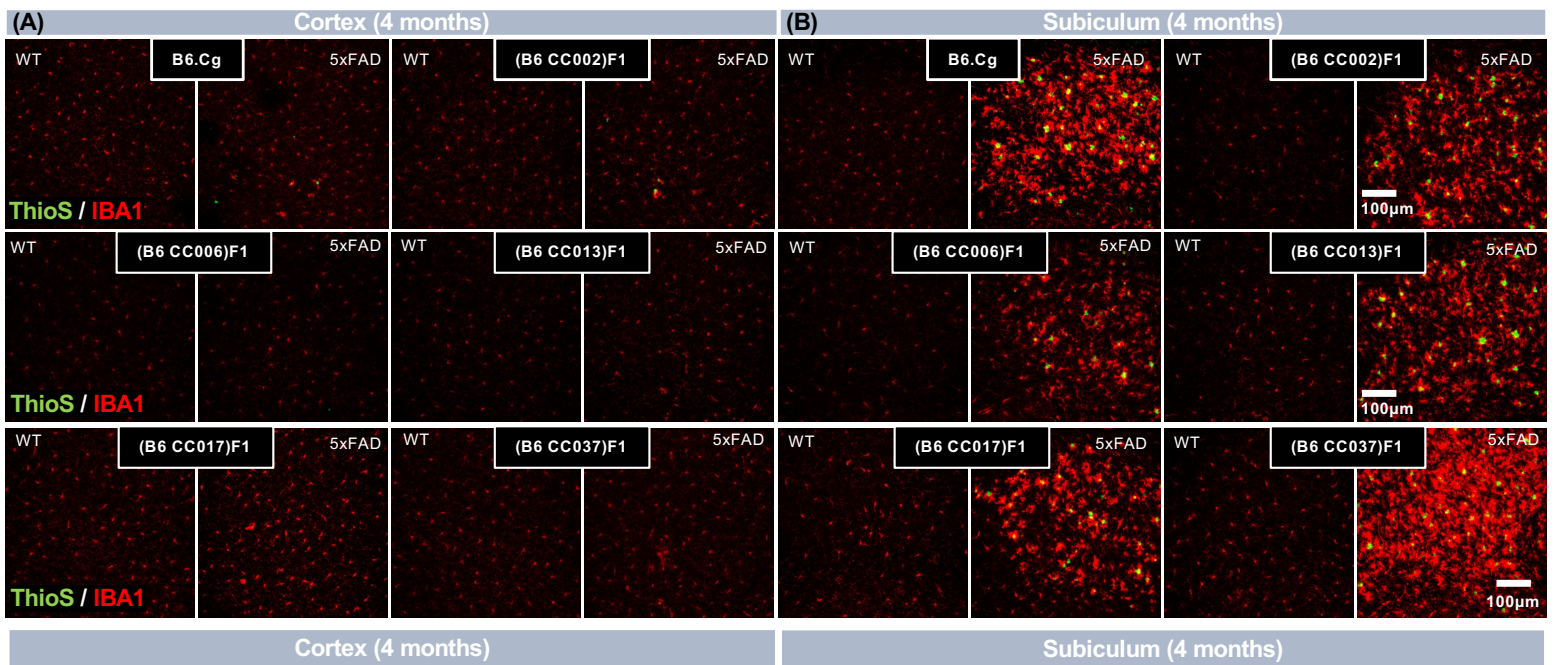 (A) Cortex (4 months)
(B) Subiculum (4 months)
WT B6.Cg 5xFAD
WT (B6 CC002)F1 5xFAD
WT B6.Cg 5xFAD
WT (B6 CC002)F1 5xFAD
ThioS / IBA1
100µm
WT (B6 CC006)F1 5xFAD
WT (B6 CC013)F1 5xFAD
WT (B6 CC006)F1 5xFAD
WT (B6 CC013)F1 5xFAD
ThioS / IBA1
100µm
WT (B6 CC017)F1 5xFAD
WT (B6 CC037)F1 5xFAD
WT (B6 CC017)F1 5xFAD
WT (B6 CC037)F1 5xFAD
ThioS / IBA1
100µm
Cortex (4 months)
Subiculum (4 months)